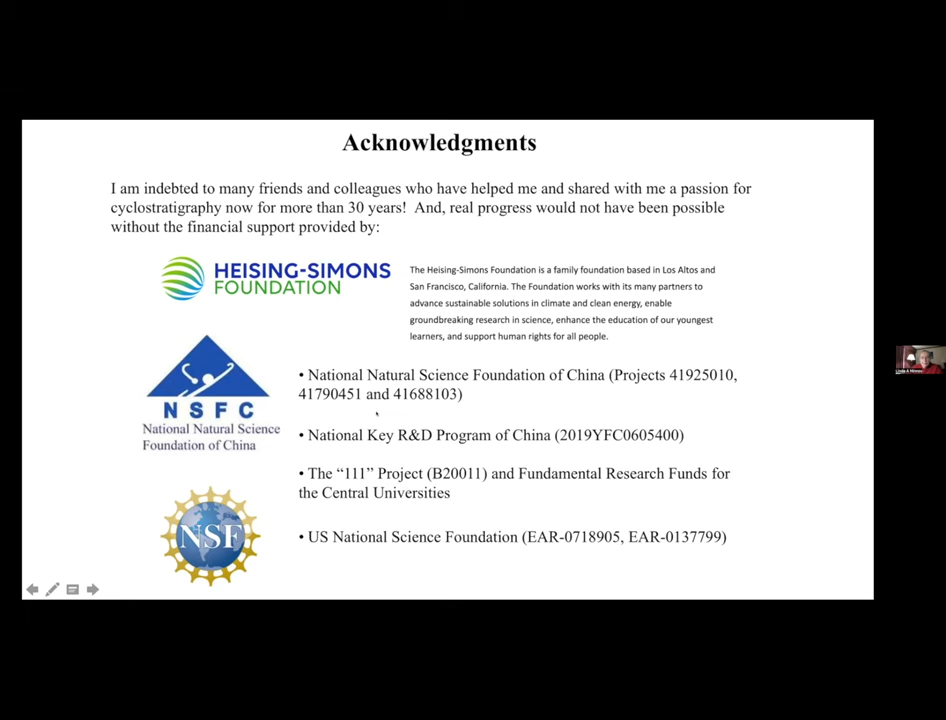 Acknowledgments
I am indebted to many friends and colleagues who have helped me and shared with me a passion for
cyclostratigraphy now for more than 30 years! And, real progress would not have been possible
without the financial support provided by:
HEISING-SIMONS
FOUNDATION
The Heising-Simons Foundation is a family foundation based in Los Altos and
San Francisco, California. The Foundation works with its many partners to
advance sustainable solutions in climate and clean energy, enable
groundbreaking research in science, enhance the education of our youngest
learners, and support human rights for all people.
NSFC
National Natural Science
Foundation of China
• National Natural Science Foundation of China (Projects 41925010,
41790451 and 41688103)
• National Key R&D Program of China (2019YFC0605400)
• The “111” Project (B20011) and Fundamental Research Funds for
the Central Universities
NSF
• US National Science Foundation (EAR-0718905, EAR-0137799)
Linda A